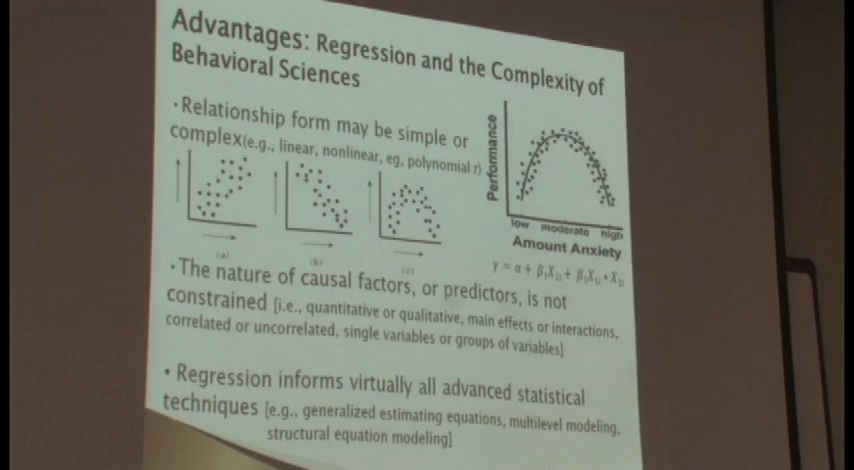 Advantages: Regression and the Complexity of
Behavioral Sciences
·Relationship form may be simple or
complex(e.g., linear, nonlinear, eg, polynomial r)
(a)
(b)
(c)
Performance
low moderate high
Amount Anxiety
·The nature of causal factors, or predictors, is not
constrained [i.e., quantitative or qualitative, main effects or interactions,
correlated or uncorrelated, single variables or groups of variables]
• Regression informs virtually all advanced statistical
techniques [e.g., generalized estimating equations, multilevel modeling,
structural equation modeling]